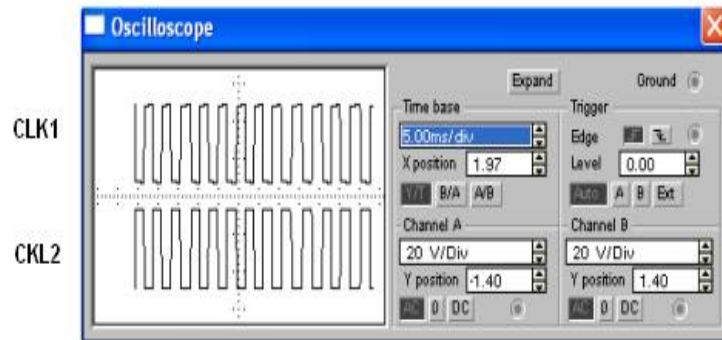 Oscilloscope
CLK1
CKL2
Expand
Ground
Time base
5.00ms/div
X position 1.97
Y/T B/A A/B
Trigger
Edge
Level 0.00
Auto A B Ext
Channel A
20 V/Div
Y position -1.40
AC 0 DC
Channel B
20 V/Div
Y position 1.40
AC 0 DC